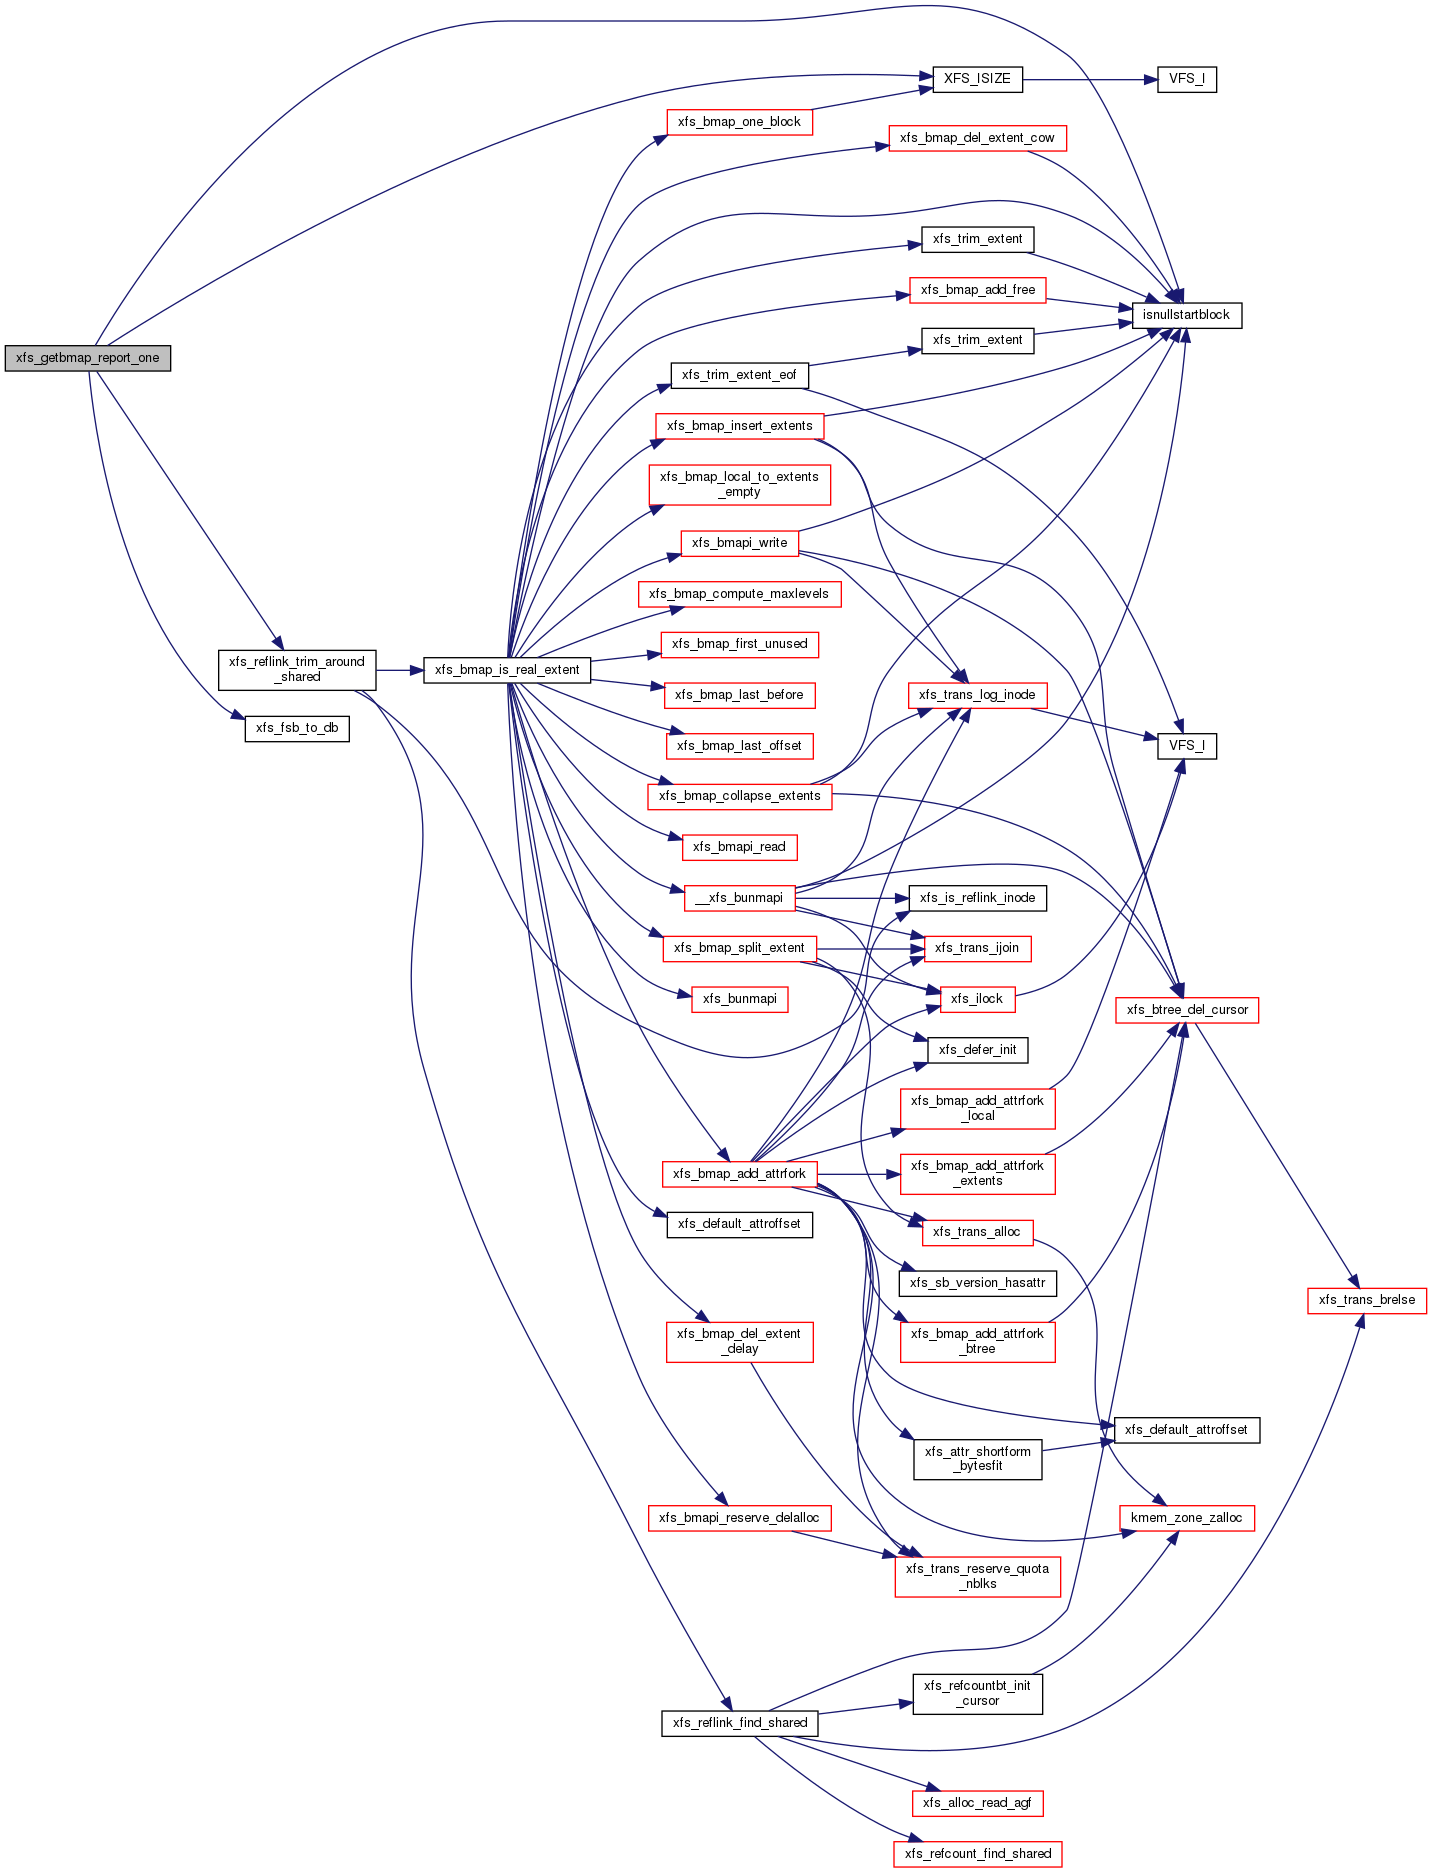 XFS_ISIZE
VFS_I
xfs_bmap_one_block
xfs_bmap_del_extent_cow
xfs_trim_extent
xfs_bmap_add_free
isnullstartblock
xfs_trim_extent
xfs_getbmap_report_one
xfs_trim_extent_eof
xfs_bmap_insert_extents
xfs_bmap_local_to_extents
_empty
xfs_bmapi_write
xfs_bmap_compute_maxlevels
xfs_bmap_first_unused
xfs_reflink_trim_around
_shared
xfs_bmap_is_real_extent
xfs_bmap_last_before
xfs_trans_log_inode
xfs_fsb_to_db
xfs_bmap_last_offset
VFS_I
xfs_bmap_collapse_extents
xfs_bmapi_read
__xfs_bunmapi
xfs_is_reflink_inode
xfs_bmap_split_extent
xfs_trans_ijoin
xfs_bunmapi
xfs_ilock
xfs_btree_del_cursor
xfs_defer_init
xfs_bmap_add_attrfork
_local
xfs_bmap_add_attrfork
xfs_bmap_add_attrfork
_extents
xfs_default_attroffset
xfs_trans_alloc
xfs_sb_version_hasattr
xfs_trans_brelse
xfs_bmap_del_extent
_delay
xfs_bmap_add_attrfork
_btree
xfs_default_attroffset
xfs_attr_shortform
_bytesfit
xfs_bmapi_reserve_delalloc
kmem_zone_zalloc
xfs_trans_reserve_quota
_nblks
xfs_refcountbt_init
_cursor
xfs_reflink_find_shared
xfs_alloc_read_agf
xfs_refcount_find_shared